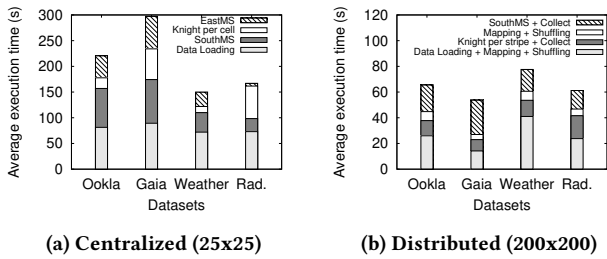 Average execution time (s)
300
250
200
150
100
50
0
EastMS
Knight per cell
SouthMS
Data Loading
Ookla Gaia Weather Rad.
Datasets
(a) Centralized (25x25)
Average execution time (s)
120
100
80
60
40
20
0
SouthMS + Collect
Mapping + Shuffling
Knight per stripe + Collect
Data Loading + Mapping + Shuffling
Ookla Gaia Weather Rad.
Datasets
(b) Distributed (200x200)